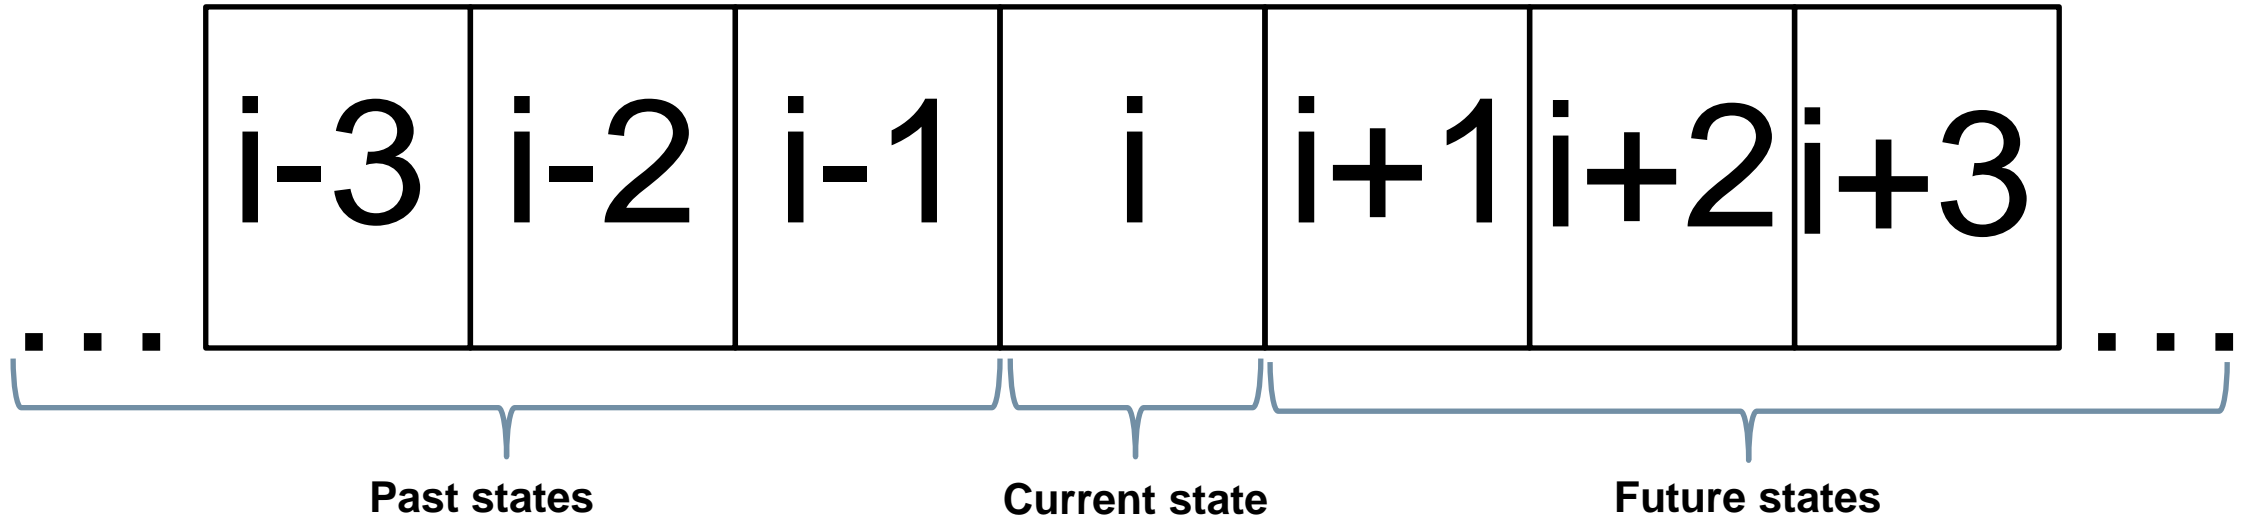 i-3 i-2 i-1 i i+1 i+2 i+3
... ...
Past states Current state Future states